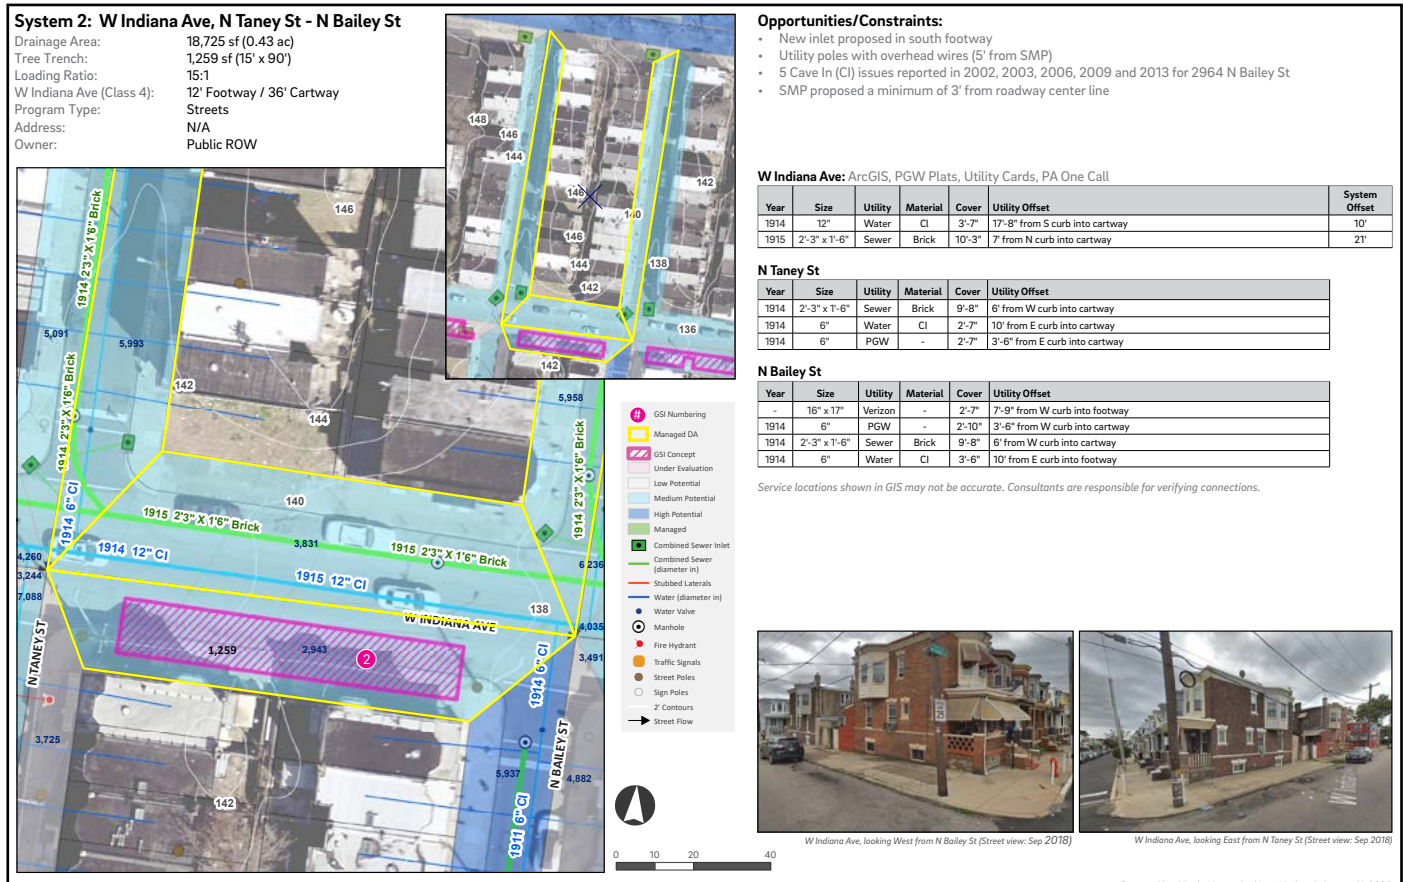 System 2: W Indiana Ave, N Taney St - N Bailey St
Drainage Area: 18,725 sf (0.43 ac)
Tree Trench: 1,259 sf (15' x 90')
Loading Ratio: 15:1
W Indiana Ave (Class 4): 12' Footway / 36' Cartway
Program Type: Streets
Address: N/A
Owner: Public ROW
Opportunities/Constraints:
• New inlet proposed in south footway
• Utility poles with overhead wires (5' from SMP)
• 5 Cave In (CI) issues reported in 2002, 2003, 2006, 2009 and 2013 for 2964 N Bailey St
• SMP proposed a minimum of 3' from roadway center line
W Indiana Ave: ArcGIS, PGW Plats, Utility Cards, PA One Call
Year Size Utility Material Cover Utility Offset System Offset
1914 12" Water CI 3'-7" 17'-8" from S curb into cartway 10'
1915 2'-3" x 1'-6" Sewer Brick 10'-3" 7' from N curb into cartway 21'
N Taney St
Year Size Utility Material Cover Utility Offset
1914 2'-3" x 1'-6" Sewer Brick 9'-8" 6' from W curb into cartway
1914 6" Water CI 2'-7" 10' from E curb into cartway
1914 6" PGW - 2'-7" 3'-6" from E curb into cartway
N Bailey St
Year Size Utility Material Cover Utility Offset
- 16" x 17" Verizon - 2'-7" 7'-9" from W curb into footway
1914 6" PGW - 2'-10" 3'-6" from W curb into cartway
1914 2'-3" x 1'-6" Sewer Brick 9'-8" 6' from W curb into cartway
1914 6" Water CI 3'-6" 10' from E curb into footway
Service locations shown in GIS may not be accurate. Consultants are responsible for verifying connections.
148
146
144
142
146
140
146
144
142
138
136
142
1914 2'3" X 1'6" Brick
146
5,091
5,993
142
144
1914 2'3" X 1'6" Brick
5,958
1914 2'3" X 1'6" Brick
140
1914 6" CI
1915 2'3" X 1'6" Brick
3,831
1915 2'3" X 1'6" Brick
4,260
1914 12" CI
3,244
1915 12" CI
6,236
7,088
138
W INDIANA AVE
4,035
N TANEY ST
1,259
2,943
2
3,491
1914 6" CI
3,725
N BAILEY ST
5,937
4,882
142
1911 6" CI
# GSI Numbering
Managed DA
GSI Concept
Under Evaluation
Low Potential
Medium Potential
High Potential
Managed
Combined Sewer Inlet
Combined Sewer
(diameter in)
Stubbed Laterals
Water (diameter in)
Water Valve
Manhole
Fire Hydrant
Traffic Signals
Street Poles
Sign Poles
2' Contours
Street Flow
0 10 20 40
W Indiana Ave, looking West from N Bailey St (Street view: Sep 2018)
W Indiana Ave, looking East from N Taney St (Street view: Sep 2018)